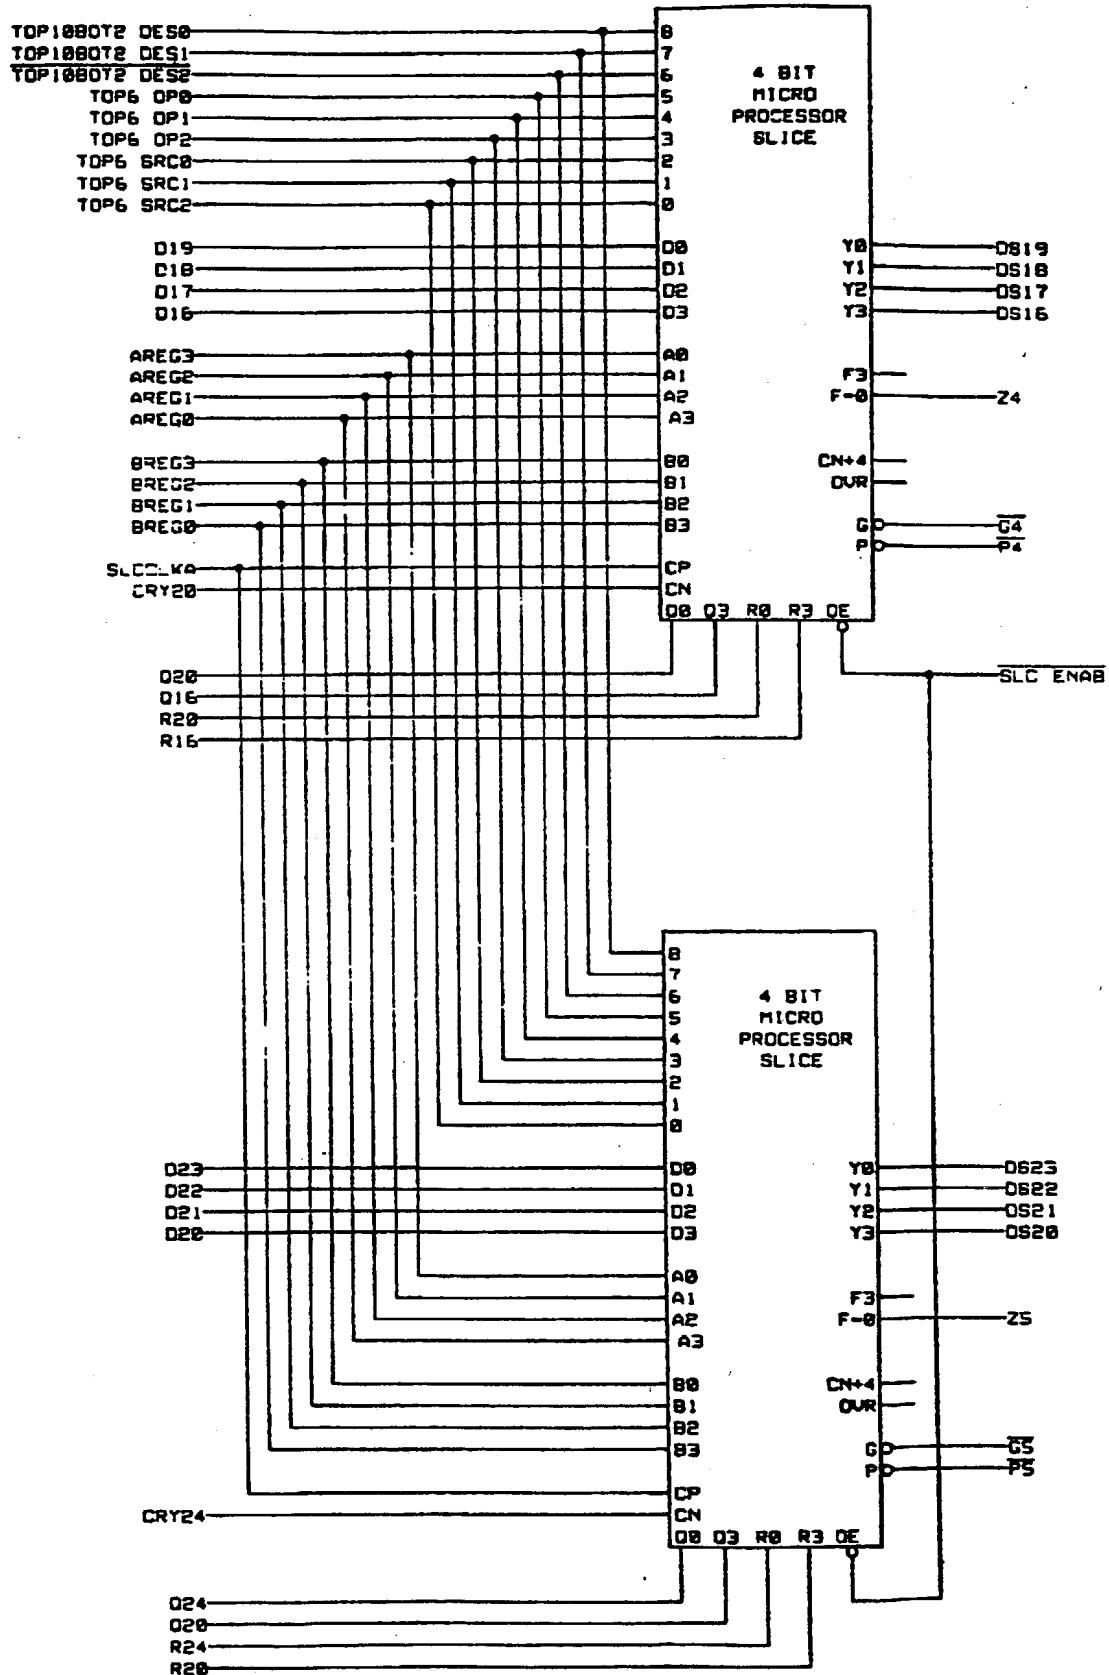 TOP10BOT2 DES0 8
TOP10BOT2 DES1 7
TOP10BOT2 DES2 6
TOP6 OP0 5
TOP6 OP1 4
TOP6 OP2 3
TOP6 SRC0 2
TOP6 SRC1 1
TOP6 SRC2 0
4 BIT
MICRO
PROCESSOR
SLICE
D19 D0 Y0 DS19
D18 D1 Y1 DS18
D17 D2 Y2 DS17
D16 D3 Y3 DS16
AREG3 A0 F3
AREG2 A1
AREG1 A2 F=0 Z4
AREG0 A3
BREG3 B0 CN+4
BREG2 B1 OVR
BREG1 B2
BREG0 B3 G G4
P P4
SLCCLKA CP
CRY20 CN
Q0 Q3 R0 R3 OE
Q20 SLC ENAB
Q16
R20
R16
8
7
6
5
4
3
2
1
0
4 BIT
MICRO
PROCESSOR
SLICE
D23 D0 Y0 DS23
D22 D1 Y1 DS22
D21 D2 Y2 DS21
D20 D3 Y3 DS20
A0 F3
A1
A2 F=0 Z5
A3
B0 CN+4
B1 OVR
B2
B3 G G5
P P5
CP
CRY24 CN
Q0 Q3 R0 R3 OE
Q24
Q20
R24
R20